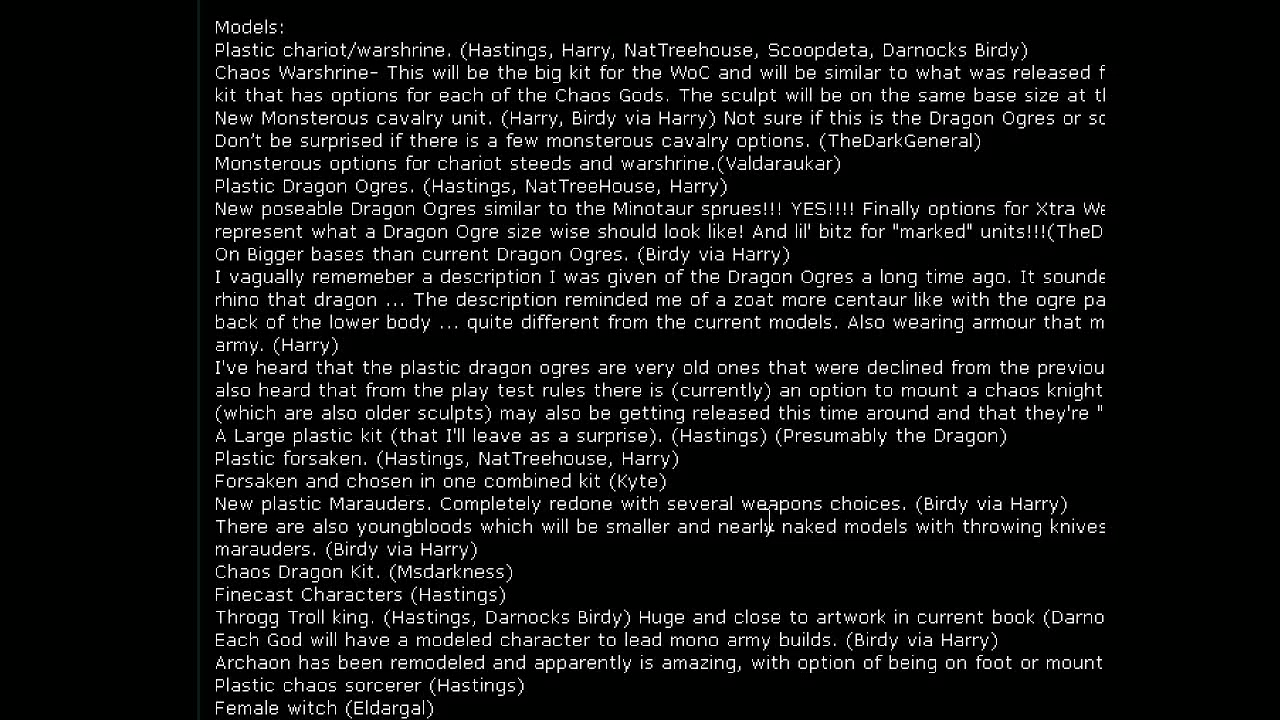 Models:
Plastic chariot/warshrine. (Hastings, Harry, NatTreehouse, Scoopdeta, Darnocks Birdy)
Chaos Warshrine- This will be the big kit for the WoC and will be similar to what was released f
kit that has options for each of the Chaos Gods. The sculpt will be on the same base size at tl
New Monsterous cavalry unit. (Harry, Birdy via Harry) Not sure if this is the Dragon Ogres or sc
Don't be surprised if there is a few monsterous cavalry options. (TheDarkGeneral)
Monsterous options for chariot steeds and warshrine.(Valdaraukar)
Plastic Dragon Ogres. (Hastings, NatTreeHouse, Harry)
New poseable Dragon Ogres similar to the Minotaur sprues!!! YES!!!! Finally options for Xtra We
represent what a Dragon Ogre size wise should look like! And lil' bitz for "marked" units!!!(TheD
On Bigger bases than current Dragon Ogres. (Birdy via Harry)
I vagually rememeber a description I was given of the Dragon Ogres a long time ago. It sounde
rhino that dragon ... The description reminded me of a zoat more centaur like with the ogre pa
back of the lower body ... quite different from the current models. Also wearing armour that m
army. (Harry)
I've heard that the plastic dragon ogres are very old ones that were declined from the previou
also heard that from the play test rules there is (currently) an option to mount a chaos knight
(which are also older sculpts) may also be getting released this time around and that they're "
A Large plastic kit (that I'll leave as a surprise). (Hastings) (Presumably the Dragon)
Plastic forsaken. (Hastings, NatTreehouse, Harry)
Forsaken and chosen in one combined kit (Kyte)
New plastic Marauders. Completely redone with several weapons choices. (Birdy via Harry)
There are also youngbloods which will be smaller and nearly naked models with throwing knives
marauders. (Birdy via Harry)
Chaos Dragon Kit. (Msdarkness)
Finecast Characters (Hastings)
Throgg Troll king. (Hastings, Darnocks Birdy) Huge and close to artwork in current book (Darno
Each God will have a modeled character to lead mono army builds. (Birdy via Harry)
Archaon has been remodeled and apparently is amazing, with option of being on foot or mount
Plastic chaos sorcerer (Hastings)
Female witch (Eldargal)